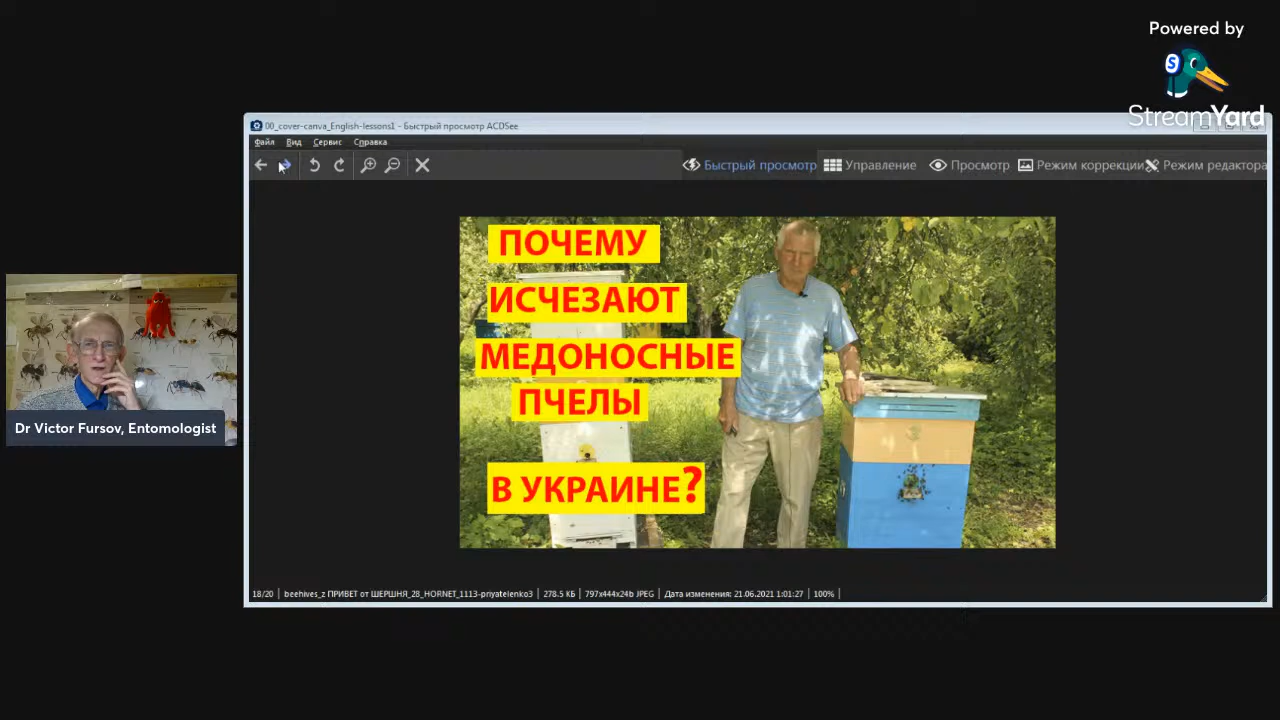 Powered by
StreamYard
00_cover-canva_English-lessons1 - Быстрый просмотр ACDSee
Файл Вид Сервис Справка
Быстрый просмотр Управление Просмотр Режим коррекции Режим редактора
ПОЧЕМУ
ИСЧЕЗАЮТ
МЕДОНОСНЫЕ
ПЧЕЛЫ
В УКРАИНЕ?
Dr Victor Fursov, Entomologist
18/20 beehives_z ПРИВЕТ от ШЕРШНЯ_28_HORNET_1113-priyatelenko3 278.5 КБ 797x444x24b JPEG Дата изменения: 21.06.2021 1:01:27 100%